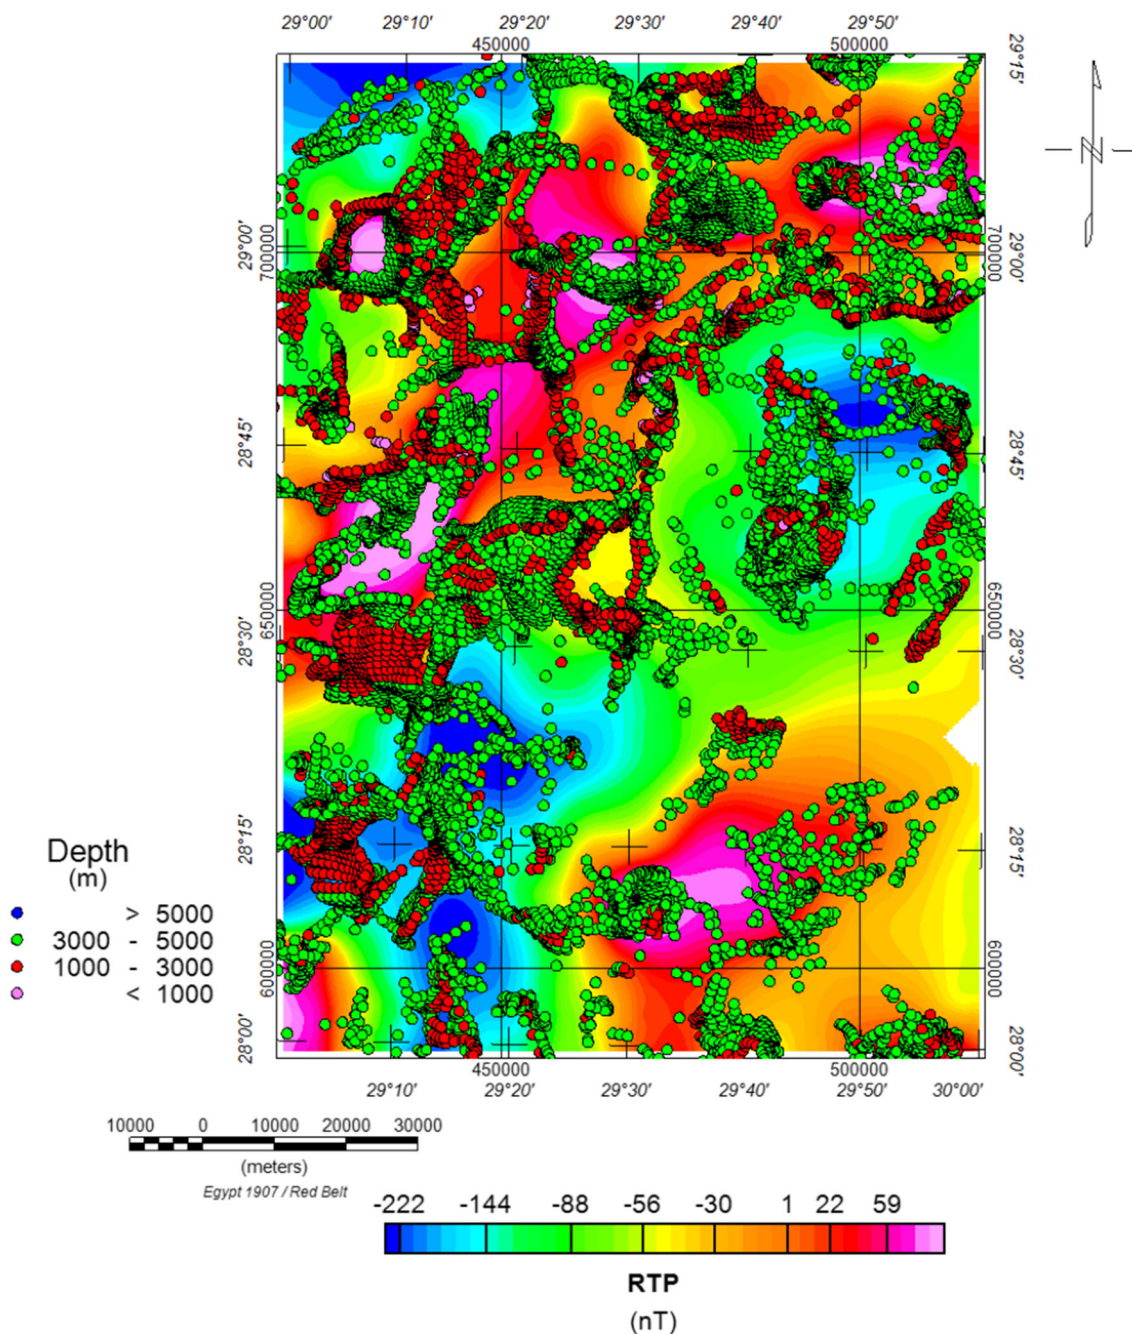 29°00' 29°10' 29°20' 29°30' 29°40' 29°50'
450000 500000
29°15'
N
29°00' 700000
700000 29°00'
28°45'
28°45'
650000 28°30'
650000 28°30'
28°15'
28°15'
Depth
(m)
> 5000
3000 - 5000
1000 - 3000
< 1000
600000
600000
28°00'
28°00'
450000 500000
29°10' 29°20' 29°30' 29°40' 29°50' 30°00'
10000 0 10000 20000 30000
(meters)
Egypt 1907 / Red Belt
-222 -144 -88 -56 -30 1 22 59
RTP
(nT)